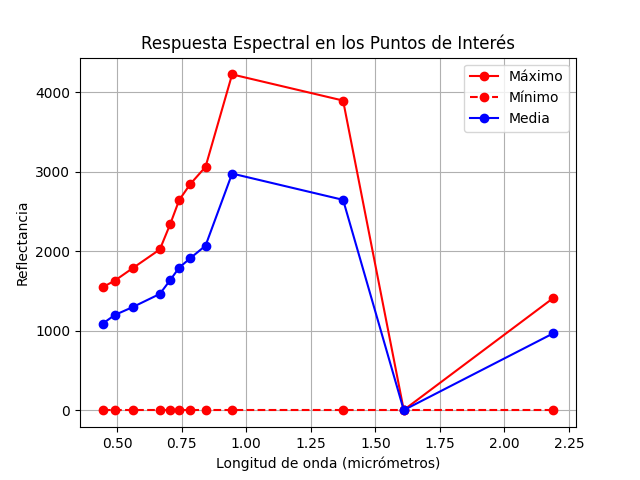 Respuesta Espectral en los Puntos de Interés
Máximo
Mínimo
Media
4000
3000
2000
1000
0
Reflectancia
0.50 0.75 1.00 1.25 1.50 1.75 2.00 2.25
Longitud de onda (micrómetros)